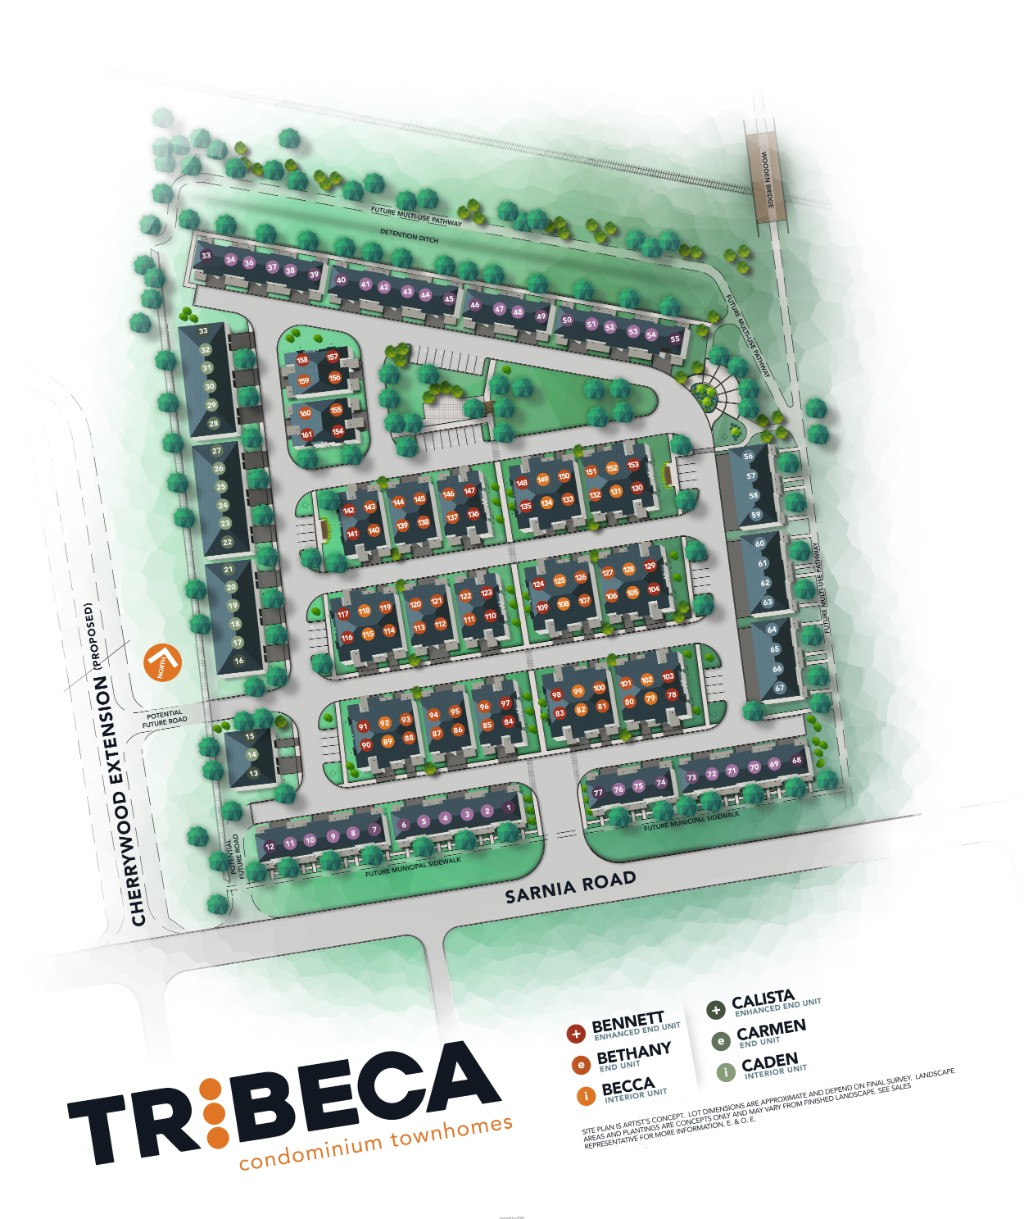 WOODEN BRIDGE
FUTURE MULTI-USE PATHWAY
DETENTION DITCH
33 34 36 37 38 39
40 41 42 43 44 45
46 47 48 49
50 51 52 53 54 55
FUTURE MULTI-USE PATHWAY
33
32
31
30
29
28
158 157
159 156
160 155
161 154
27
26
25
24
23
22
142 143 144 145 146 147
141 140 139 138 137 136
148 149 150 151 152 153
135 134 133 132 131 130
56
57
58
59
21
20
19
18
17
16
117 118 119 120 121 122 123
116 115 114 113 112 111 110
124 125 126 127 128 129
109 108 107 106 105 104
60
61
62
63
FUTURE MULTI-USE PATHWAY
64
65
66
67
NORTH
CHERRYWOOD EXTENSION (PROPOSED)
POTENTIAL
FUTURE ROAD
15
14
13
91 92 93 94 95 96 97
90 89 88 87 86 85 84
98 99 100 101 102 103
83 82 81 80 79 78
12 11 10 9 8 7
6 5 4 3 2 1
77 76 75 74
73 72 71 70 69 68
POTENTIAL
FUTURE ROAD
FUTURE MUNICIPAL SIDEWALK
FUTURE MUNICIPAL SIDEWALK
SARNIA ROAD
TRIBECA
condominium townhomes
+ BENNETT
ENHANCED END UNIT
e BETHANY
END UNIT
i BECCA
INTERIOR UNIT
+ CALISTA
ENHANCED END UNIT
e CARMEN
END UNIT
i CADEN
INTERIOR UNIT
SITE PLAN IS ARTIST'S CONCEPT. LOT DIMENSIONS ARE APPROXIMATE AND DEPEND ON FINAL SURVEY. LANDSCAPE
AREAS AND PLANTINGS ARE CONCEPTS ONLY AND MAY VARY FROM FINISHED LANDSCAPE. SEE SALES
REPRESENTATIVE FOR MORE INFORMATION. E. & O. E.